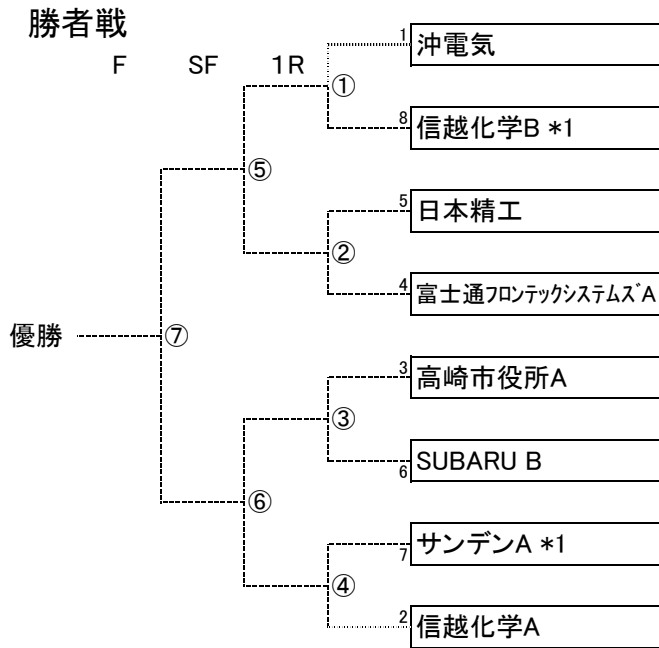 勝者戦
F SF 1R
1 沖電気
①
8 信越化学B *1
⑤
5 日本精工
②
4 富士通フロンテックシステムズA
優勝 ⑦
3 高崎市役所A
③
6 SUBARU B
⑥
7 サンデンA *1
④
2 信越化学A